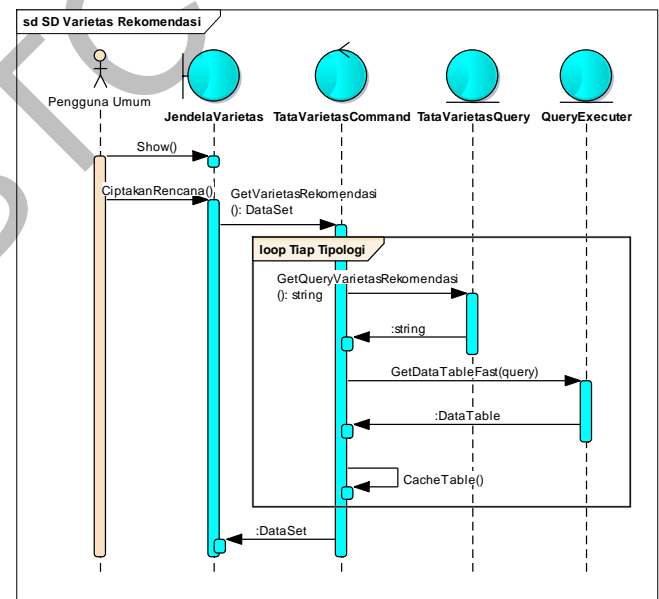 sd SD Varietas Rekomendasi
Pengguna Umum
JendelaVarietas
TataVarietasCommand
TataVarietasQuery
QueryExecuter
Show()
CiptakanRencana()
GetVarietasRekomendasi
(): DataSet
loop Tiap Tipologi
GetQueryVarietasRekomendasi
(): string
:string
GetDataTableFast(query)
:DataTable
CacheTable()
:DataSet